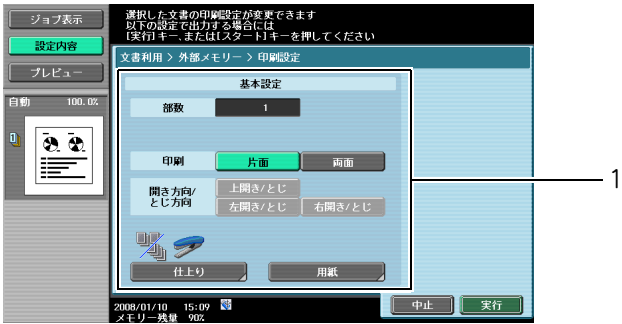 ジョブ表示
設定内容
プレビュー
自動 100.0%
選択した文書の印刷設定が変更できます
以下の設定で出力する場合には
[実行]キー、または[スタート]キーを押してください
文書利用 > 外部メモリー > 印刷設定
基本設定
部数 1
印刷 片面 両面
開き方向/
とじ方向
上開き/とじ
左開き/とじ 右開き/とじ
仕上り 用紙
1
2008/01/10 15:09
メモリー残量 90%
中止 実行